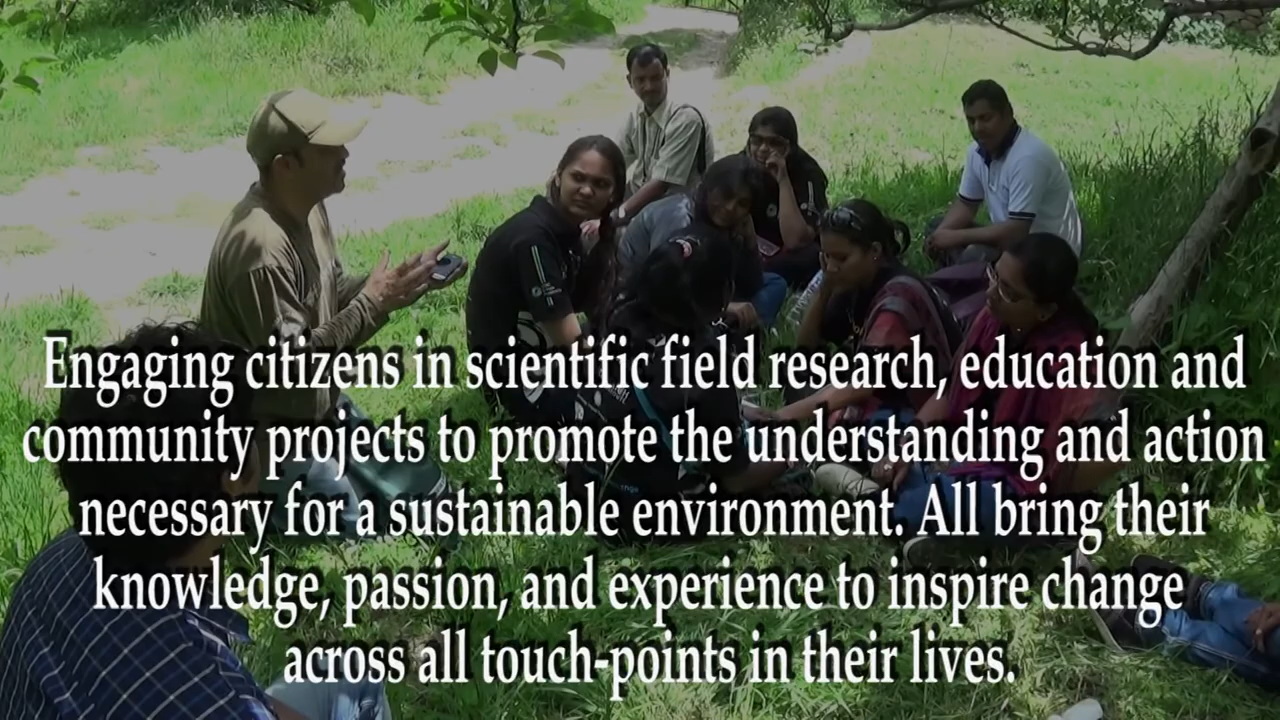 Engaging citizens in scientific field research, education and
community projects to promote the understanding and action
necessary for a sustainable environment. All bring their
knowledge, passion, and experience to inspire change
across all touch-points in their lives.